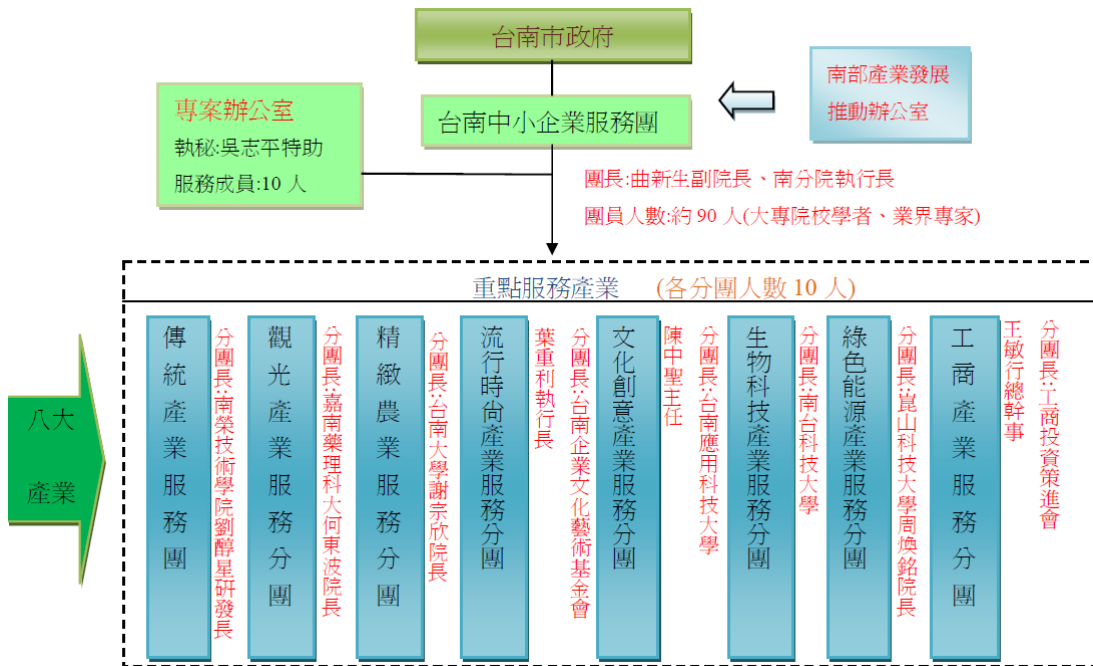 台南市政府
南部產業發展
推動辦公室
專案辦公室
執秘:吳志平特助
服務成員:10 人
台南中小企業服務團
團長:曲新生副院長、南分院執行長
團員人數:約 90 人(大專院校學者、業界專家)
重點服務產業 (各分團人數 10 人)
八大
產業
傳統產業服務團
分團長:南榮技術學院劉醇星研發長
觀光產業服務分團
分團長:嘉南藥理科大何東波院長
精緻農業服務分團
分團長:台南大學謝宗欣院長
流行時尚產業服務分團
葉重利執行長
分團長:台南企業文化藝術基金會
文化創意產業服務分團
陳中聖主任
分團長:台南應用科技大學
生物科技產業服務分團
分團長:南台科技大學
綠色能源產業服務分團
分團長:崑山科技大學周煥銘院長
工商產業服務分團
王敏行總幹事
分團長:工商投資策進會